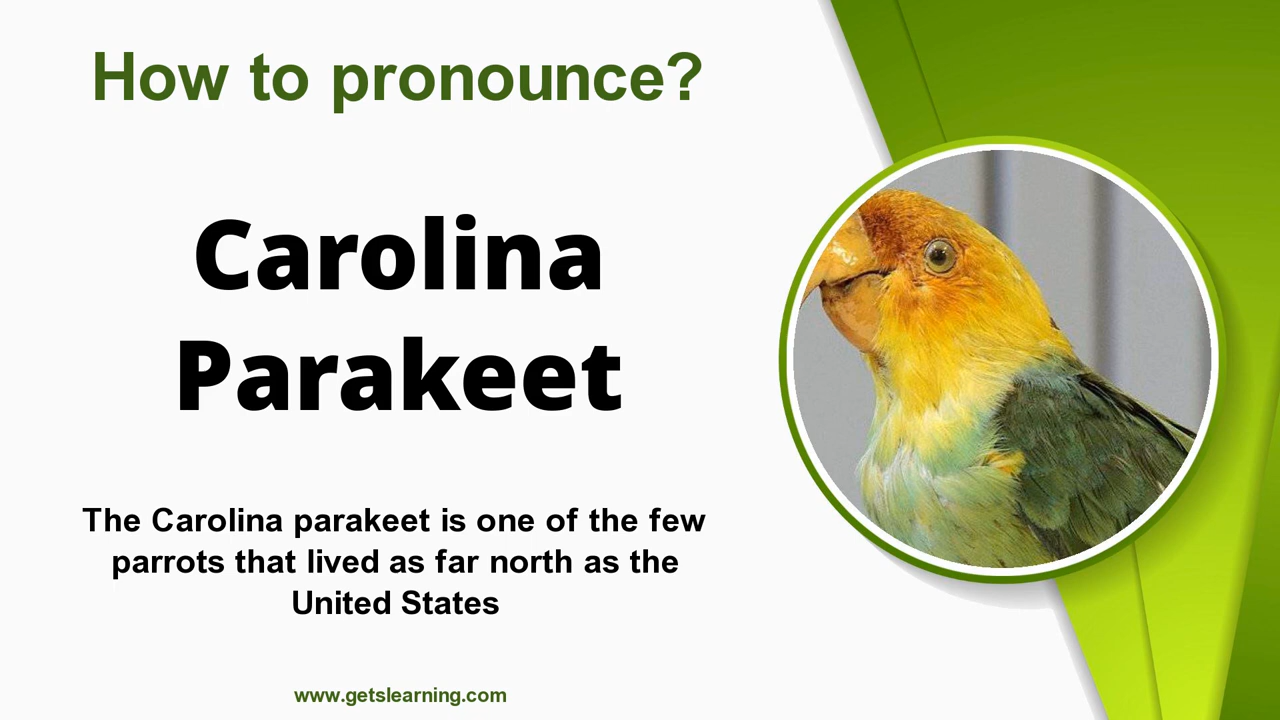 How to pronounce?
Carolina
Parakeet
The Carolina parakeet is one of the few
parrots that lived as far north as the
United States
www.getslearning.com